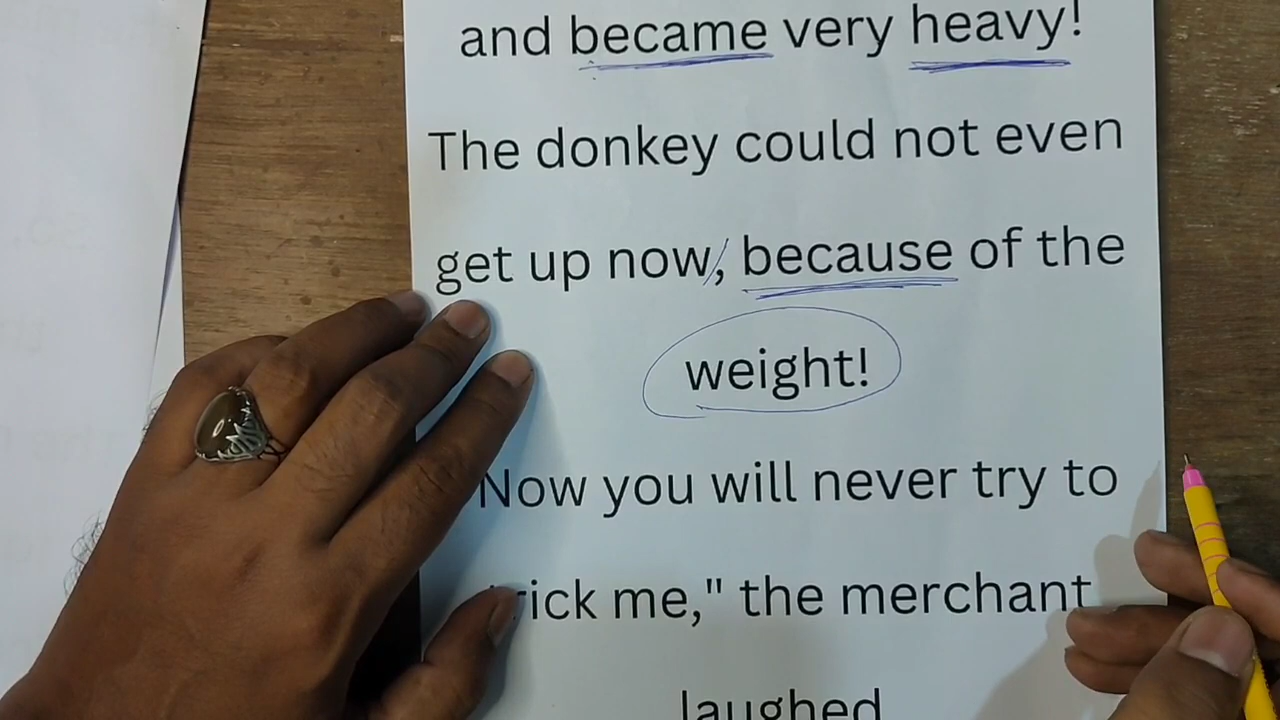 and became very heavy!
The donkey could not even
get up now, because of the
weight!
Now you will never try to
rick me," the merchant
laughed